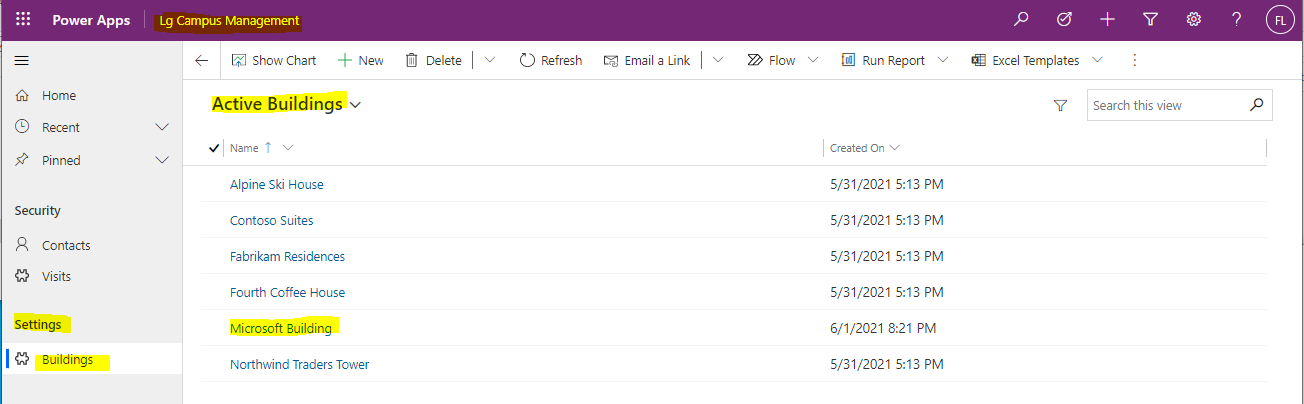 Power Apps Lg Campus Management FL
Show Chart New Delete Refresh Email a Link Flow Run Report Excel Templates
Home
Recent
Pinned
Security
Contacts
Visits
Settings
Buildings
Active Buildings Search this view
Name Created On
Alpine Ski House 5/31/2021 5:13 PM
Contoso Suites 5/31/2021 5:13 PM
Fabrikam Residences 5/31/2021 5:13 PM
Fourth Coffee House 5/31/2021 5:13 PM
Microsoft Building 6/1/2021 8:21 PM
Northwind Traders Tower 5/31/2021 5:13 PM